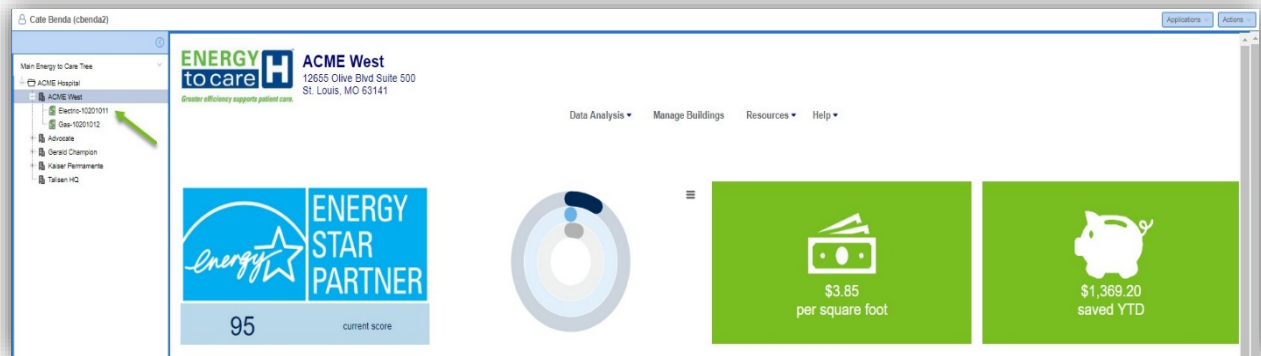 Cate Benda (cbenda2)
Applications
Actions
Main Energy to Care Tree
ACME Hospital
ACME West
Electric-10201011
Gas-10201012
Advocate
Gerald Champion
Kaiser Permamente
Talisen HQ
ENERGY
to care H
Greater efficiency supports patient care.
ACME West
12655 Olive Blvd Suite 500
St. Louis, MO 63141
Data Analysis Manage Buildings Resources Help
energy
ENERGY
STAR
PARTNER
95 current score
$3.85
per square foot
$1,369.20
saved YTD